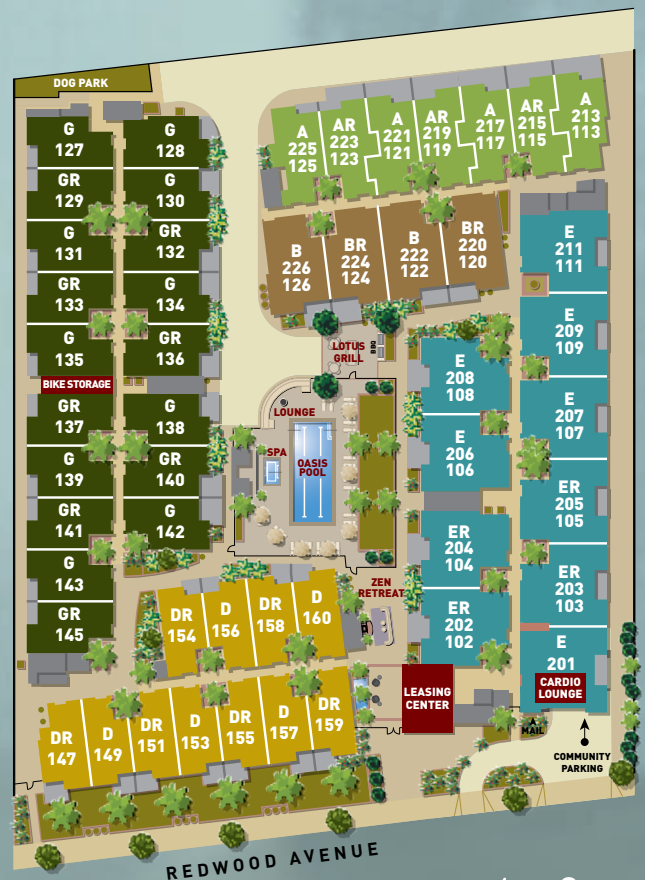 DOG PARK
G
127
GR
129
G
131
GR
133
G
135
BIKE STORAGE
GR
137
G
139
GR
141
G
143
GR
145
G
128
G
130
GR
132
G
134
GR
136
G
138
GR
140
G
142
A
225
125
AR
223
123
A
221
121
AR
219
119
A
217
117
AR
215
115
A
213
113
B
226
126
BR
224
124
B
222
122
BR
220
120
E
211
111
E
209
109
E
207
107
ER
205
105
ER
203
103
E
201
CARDIO
LOUNGE
E
208
108
E
206
106
ER
204
104
ER
202
102
LOTUS
GRILL
BBQ
LOUNGE
SPA
OASIS
POOL
ZEN
RETREAT
DR
154
D
156
DR
158
D
160
DR
147
D
149
DR
151
D
153
DR
155
D
157
DR
159
LEASING
CENTER
MAIL
COMMUNITY
PARKING
REDWOOD AVENUE